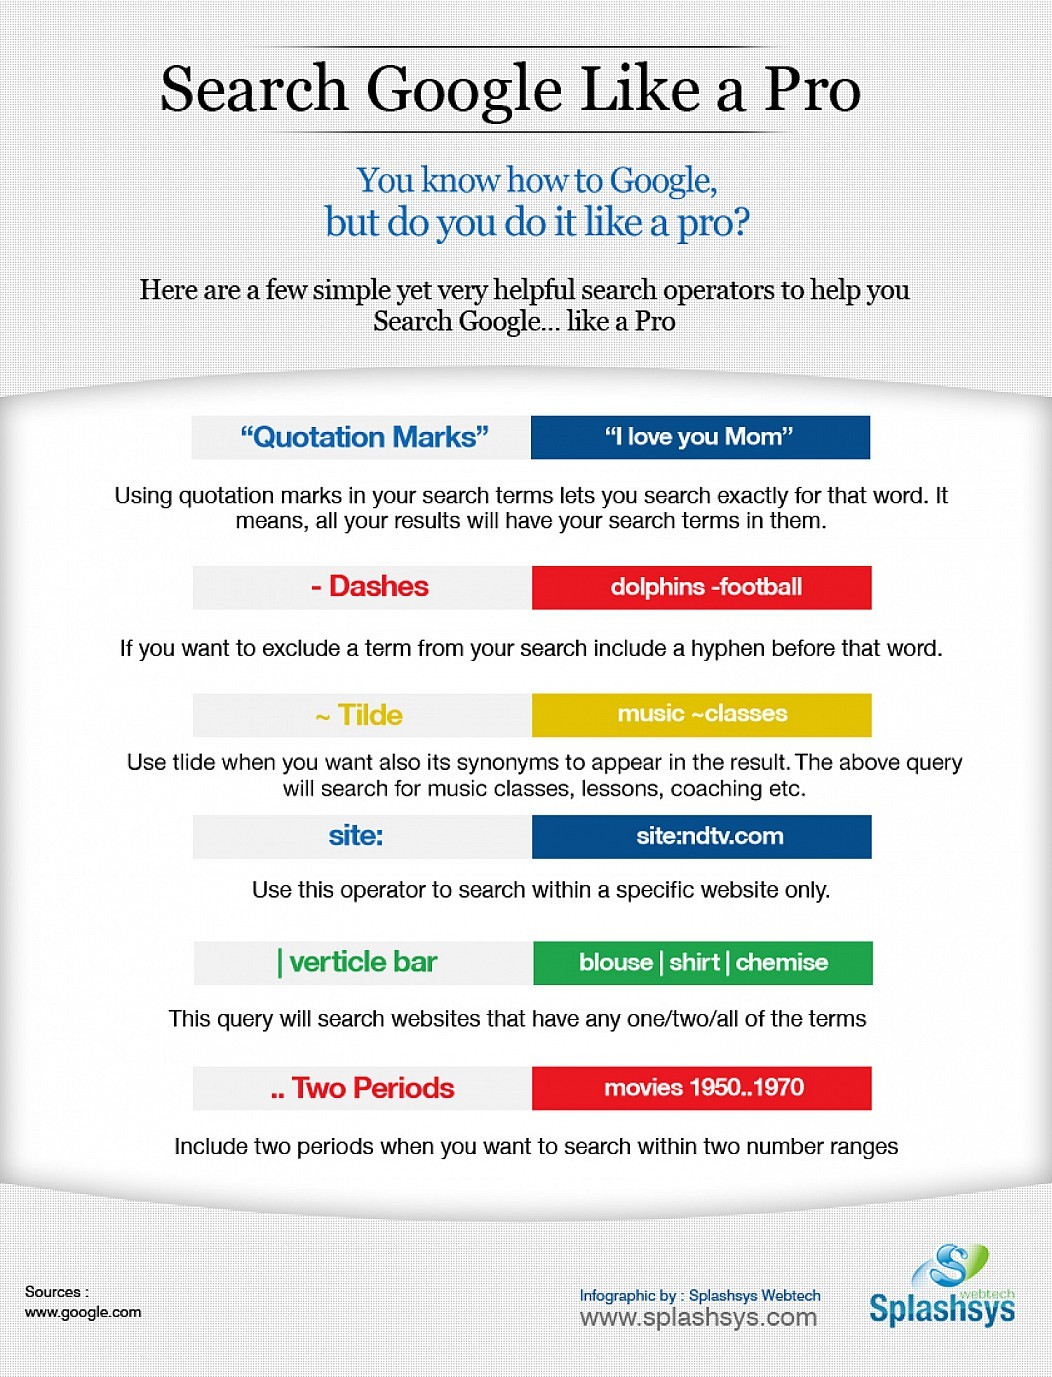 Search Google Like a Pro
You know how to Google,
but do you do it like a pro?
Here are a few simple yet very helpful search operators to help you
Search Google... like a Pro
“Quotation Marks” “I love you Mom”
Using quotation marks in your search terms lets you search exactly for that word. It
means, all your results will have your search terms in them.
- Dashes dolphins -football
If you want to exclude a term from your search include a hyphen before that word.
~ Tilde music ~classes
Use tlide when you want also its synonyms to appear in the result. The above query
will search for music classes, lessons, coaching etc.
site: site:ndtv.com
Use this operator to search within a specific website only.
| verticle bar blouse | shirt | chemise
This query will search websites that have any one/two/all of the terms
.. Two Periods movies 1950..1970
Include two periods when you want to search within two number ranges
Sources :
www.google.com
Infographic by : Splashsys Webtech
www.splashsys.com
webtech
Splashsys